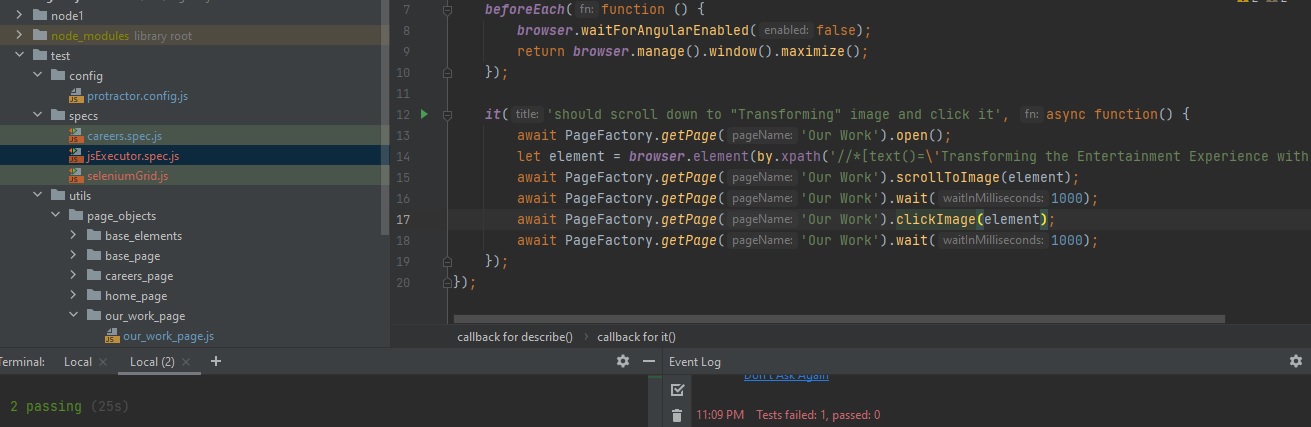 node1
node_modules library root
test
config
protractor.config.js
specs
careers.spec.js
jsExecutor.spec.js
seleniumGrid.js
utils
page_objects
base_elements
base_page
careers_page
home_page
our_work_page
our_work_page.js
7 beforeEach( fn: function () {
8 browser.waitForAngularEnabled( enabled: false);
9 return browser.manage().window().maximize();
10 });
11
12 it( title: 'should scroll down to "Transforming" image and click it', fn: async function() {
13 await PageFactory.getPage( pageName: 'Our Work').open();
14 let element = browser.element(by.xpath('//*[text()=\'Transforming the Entertainment Experience with
15 await PageFactory.getPage( pageName: 'Our Work').scrollToImage(element);
16 await PageFactory.getPage( pageName: 'Our Work').wait( waitInMilliseconds: 1000);
17 await PageFactory.getPage( pageName: 'Our Work').clickImage(element);
18 await PageFactory.getPage( pageName: 'Our Work').wait( waitInMilliseconds: 1000);
19 });
20 });
callback for describe() › callback for it()
Terminal: Local × Local (2) × +
2 passing (25s)
Event Log
Don't Ask Again
11:09 PM Tests failed: 1, passed: 0